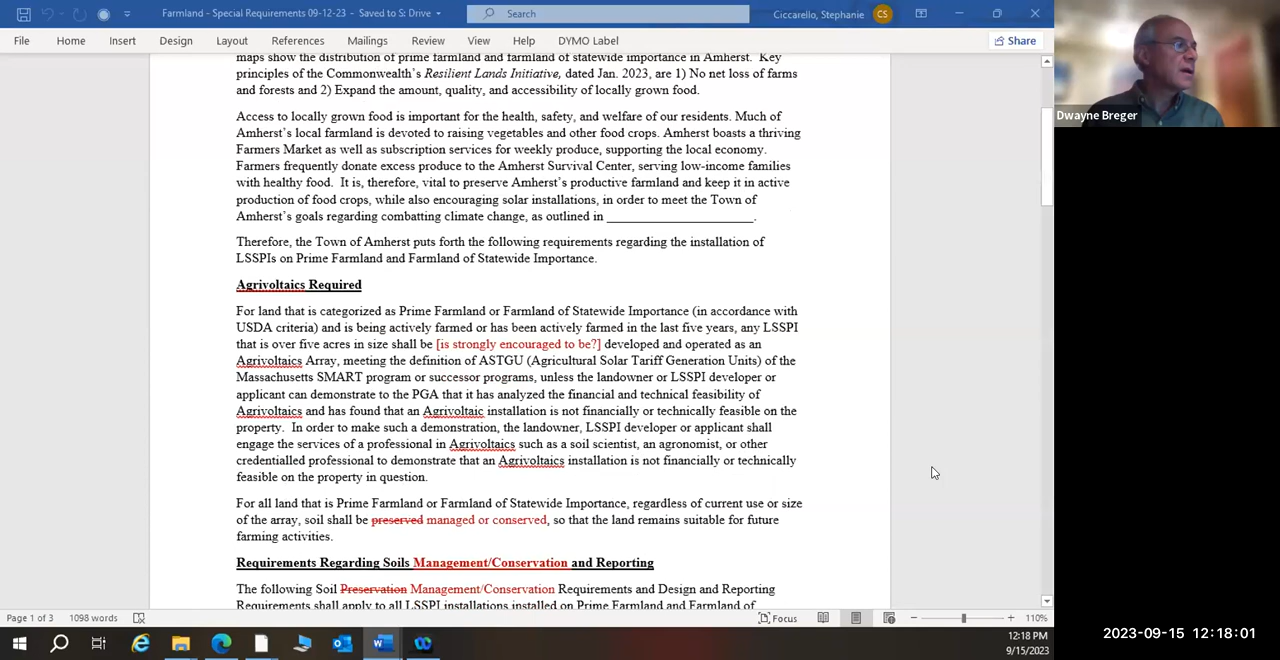 Farmland - Special Requirements 09-12-23 - Saved to S: Drive
Search
Ciccarello, Stephanie
CS
File Home Insert Design Layout References Mailings Review View Help DYMO Label
Share
maps show the distribution of prime farmland and farmland of statewide importance in Amherst. Key
principles of the Commonwealth's Resilient Lands Initiative, dated Jan. 2023, are 1) No net loss of farms
and forests and 2) Expand the amount, quality, and accessibility of locally grown food.
Access to locally grown food is important for the health, safety, and welfare of our residents. Much of
Amherst's local farmland is devoted to raising vegetables and other food crops. Amherst boasts a thriving
Farmers Market as well as subscription services for weekly produce, supporting the local economy.
Farmers frequently donate excess produce to the Amherst Survival Center, serving low-income families
with healthy food. It is, therefore, vital to preserve Amherst's productive farmland and keep it in active
production of food crops, while also encouraging solar installations, in order to meet the Town of
Amherst's goals regarding combatting climate change, as outlined in ______________________.
Therefore, the Town of Amherst puts forth the following requirements regarding the installation of
LSSPIs on Prime Farmland and Farmland of Statewide Importance.
Agrivoltaics Required
For land that is categorized as Prime Farmland or Farmland of Statewide Importance (in accordance with
USDA criteria) and is being actively farmed or has been actively farmed in the last five years, any LSSPI
that is over five acres in size shall be [is strongly encouraged to be?] developed and operated as an
Agrivoltaics Array, meeting the definition of ASTGU (Agricultural Solar Tariff Generation Units) of the
Massachusetts SMART program or successor programs, unless the landowner or LSSPI developer or
applicant can demonstrate to the PGA that it has analyzed the financial and technical feasibility of
Agrivoltaics and has found that an Agrivoltaic installation is not financially or technically feasible on the
property. In order to make such a demonstration, the landowner, LSSPI developer or applicant shall
engage the services of a professional in Agrivoltaics such as a soil scientist, an agronomist, or other
credentialled professional to demonstrate that an Agrivoltaics installation is not financially or technically
feasible on the property in question.
For all land that is Prime Farmland or Farmland of Statewide Importance, regardless of current use or size
of the array, soil shall be preserved managed or conserved, so that the land remains suitable for future
farming activities.
Requirements Regarding Soils Management/Conservation and Reporting
The following Soil Preservation Management/Conservation Requirements and Design and Reporting
Requirements shall apply to all LSSPI installations installed on Prime Farmland and Farmland of
Page 1 of 3 1098 words
Focus
110%
12:18 PM
9/15/2023
Dwayne Breger
2023-09-15 12:18:01